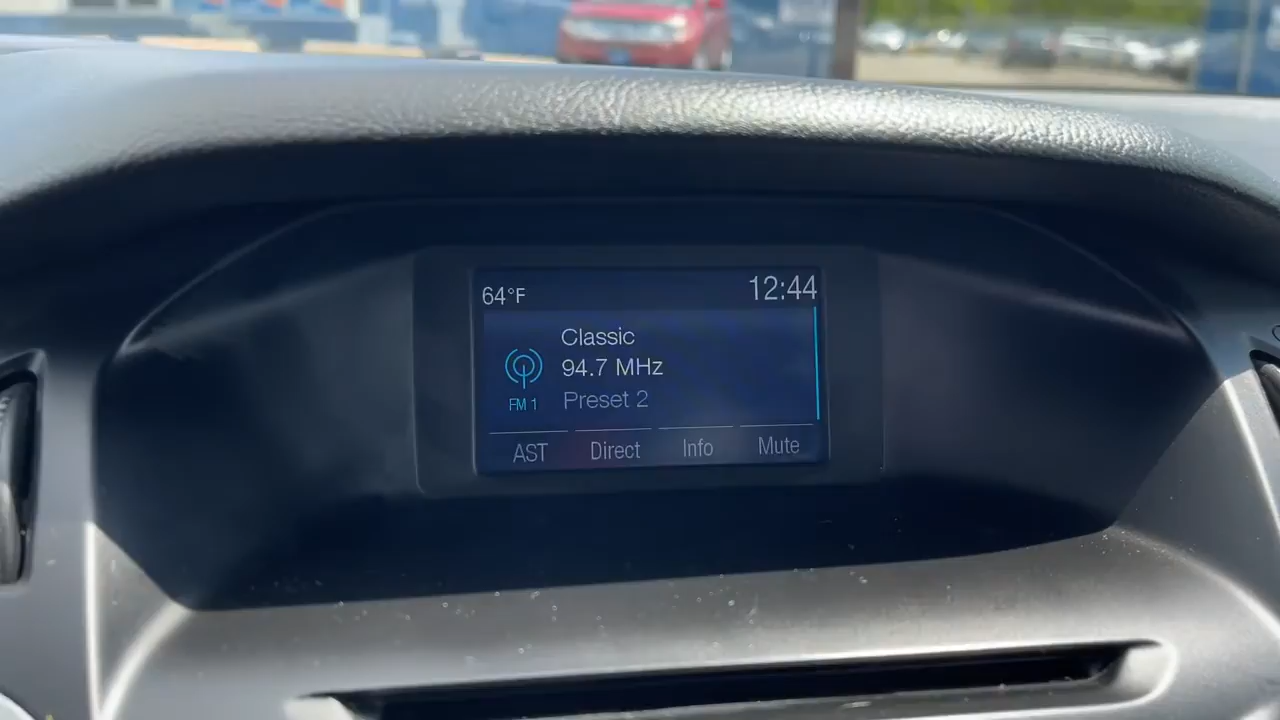 64°F 12:44
Classic
94.7 MHz
FM 1 Preset 2
AST Direct Info Mute